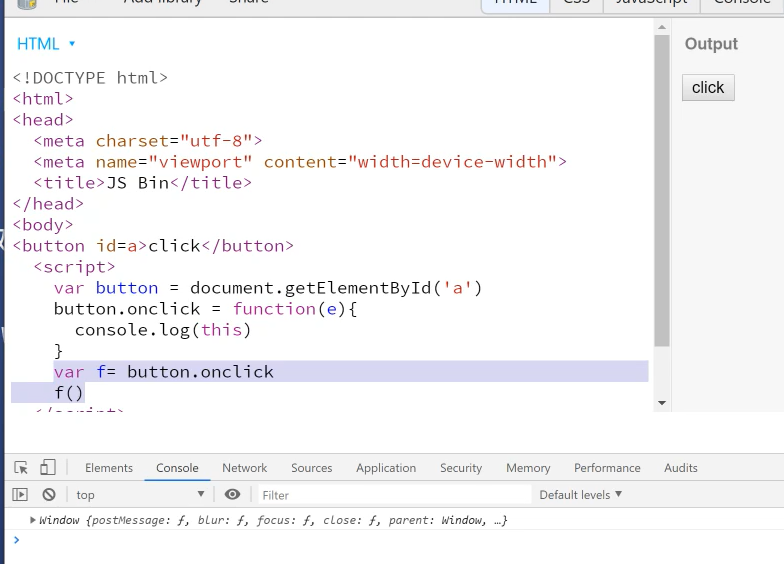 File Add library Share HTML CSS JavaScript Console
HTML ▾
Output
click
<!DOCTYPE html>
<html>
<head>
<meta charset="utf-8">
<meta name="viewport" content="width=device-width">
<title>JS Bin</title>
</head>
<body>
<button id=a>click</button>
<script>
var button = document.getElementById('a')
button.onclick = function(e){
console.log(this)
}
var f= button.onclick
f()
</script>
Elements Console Network Sources Application Security Memory Performance Audits
top ▼ Filter Default levels ▼
▶Window {postMessage: ƒ, blur: ƒ, focus: ƒ, close: ƒ, parent: Window, …}
>